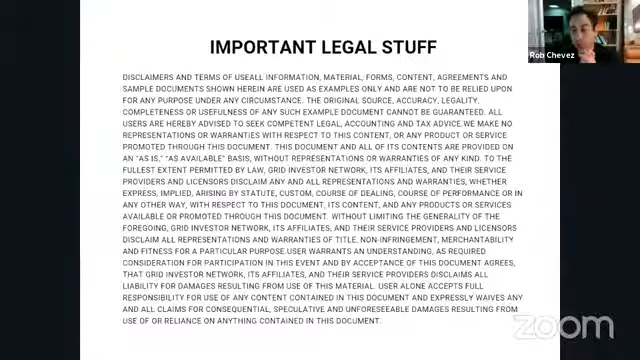 IMPORTANT LEGAL STUFF
DISCLAIMERS AND TERMS OF USEALL INFORMATION, MATERIAL, FORMS, CONTENT, AGREEMENTS AND
SAMPLE DOCUMENTS SHOWN HEREIN ARE USED AS EXAMPLES ONLY AND ARE NOT TO BE RELIED UPON
FOR ANY PURPOSE UNDER ANY CIRCUMSTANCE. THE ORIGINAL SOURCE, ACCURACY, LEGALITY,
COMPLETENESS OR USEFULNESS OF ANY SUCH EXAMPLE DOCUMENT CANNOT BE GUARANTEED. ALL
USERS ARE HEREBY ADVISED TO SEEK COMPETENT LEGAL, ACCOUNTING AND TAX ADVICE.WE MAKE NO
REPRESENTATIONS OR WARRANTIES WITH RESPECT TO THIS CONTENT, OR ANY PRODUCT OR SERVICE
PROMOTED THROUGH THIS DOCUMENT. THIS DOCUMENT AND ALL OF ITS CONTENTS ARE PROVIDED ON
AN "AS IS," "AS AVAILABLE" BASIS, WITHOUT REPRESENTATIONS OR WARRANTIES OF ANY KIND. TO THE
FULLEST EXTENT PERMITTED BY LAW, GRID INVESTOR NETWORK, ITS AFFILIATES, AND THEIR SERVICE
PROVIDERS AND LICENSORS DISCLAIM ANY AND ALL REPRESENTATIONS AND WARRANTIES, WHETHER
EXPRESS, IMPLIED, ARISING BY STATUTE, CUSTOM, COURSE OF DEALING, COURSE OF PERFORMANCE OR IN
ANY OTHER WAY, WITH RESPECT TO THIS DOCUMENT, ITS CONTENT, AND ANY PRODUCTS OR SERVICES
AVAILABLE OR PROMOTED THROUGH THIS DOCUMENT. WITHOUT LIMITING THE GENERALITY OF THE
FOREGOING, GRID INVESTOR NETWORK, ITS AFFILIATES, AND THEIR SERVICE PROVIDERS AND LICENSORS
DISCLAIM ALL REPRESENTATIONS AND WARRANTIES OF TITLE, NON-INFRINGEMENT, MERCHANTABILITY
AND FITNESS FOR A PARTICULAR PURPOSE.USER WARRANTS AN UNDERSTANDING, AS REQUIRED
CONSIDERATION FOR PARTICIPATION IN THIS EVENT AND BY ACCEPTANCE OF THIS DOCUMENT AGREES,
THAT GRID INVESTOR NETWORK, ITS AFFILIATES, AND THEIR SERVICE PROVIDERS DISCLAIMS ALL
LIABILITY FOR DAMAGES RESULTING FROM USE OF THIS MATERIAL. USER ALONE ACCEPTS FULL
RESPONSIBILITY FOR USE OF ANY CONTENT CONTAINED IN THIS DOCUMENT AND EXPRESSLY WAIVES ANY
AND ALL CLAIMS FOR CONSEQUENTIAL, SPECULATIVE AND UNFORESEEABLE DAMAGES RESULTING FROM
USE OF OR RELIANCE ON ANYTHING CONTAINED IN THIS DOCUMENT.
Rob Chevez
zoom